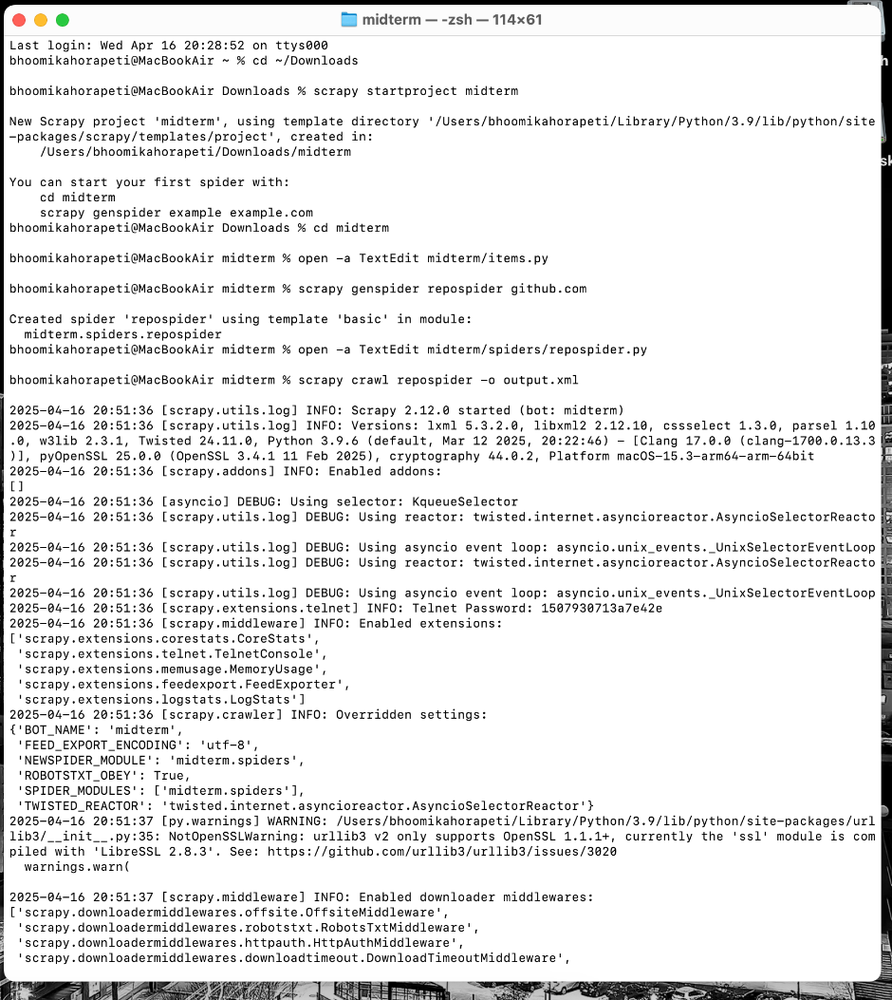 midterm — -zsh — 114×61
Last login: Wed Apr 16 20:28:52 on ttys000
bhoomikahorapeti@MacBookAir ~ % cd ~/Downloads
bhoomikahorapeti@MacBookAir Downloads % scrapy startproject midterm
New Scrapy project 'midterm', using template directory '/Users/bhoomikahorapeti/Library/Python/3.9/lib/python/site
-packages/scrapy/templates/project', created in:
    /Users/bhoomikahorapeti/Downloads/midterm
You can start your first spider with:
    cd midterm
    scrapy genspider example example.com
bhoomikahorapeti@MacBookAir Downloads % cd midterm
bhoomikahorapeti@MacBookAir midterm % open -a TextEdit midterm/items.py
bhoomikahorapeti@MacBookAir midterm % scrapy genspider repospider github.com
Created spider 'repospider' using template 'basic' in module:
  midterm.spiders.repospider
bhoomikahorapeti@MacBookAir midterm % open -a TextEdit midterm/spiders/repospider.py
bhoomikahorapeti@MacBookAir midterm % scrapy crawl repospider -o output.xml
2025-04-16 20:51:36 [scrapy.utils.log] INFO: Scrapy 2.12.0 started (bot: midterm)
2025-04-16 20:51:36 [scrapy.utils.log] INFO: Versions: lxml 5.3.2.0, libxml2 2.12.10, cssselect 1.3.0, parsel 1.10
.0, w3lib 2.3.1, Twisted 24.11.0, Python 3.9.6 (default, Mar 12 2025, 20:22:46) - [Clang 17.0.0 (clang-1700.0.13.3
)], pyOpenSSL 25.0.0 (OpenSSL 3.4.1 11 Feb 2025), cryptography 44.0.2, Platform macOS-15.3-arm64-arm-64bit
2025-04-16 20:51:36 [scrapy.addons] INFO: Enabled addons:
[]
2025-04-16 20:51:36 [asyncio] DEBUG: Using selector: KqueueSelector
2025-04-16 20:51:36 [scrapy.utils.log] DEBUG: Using reactor: twisted.internet.asyncioreactor.AsyncioSelectorReacto
r
2025-04-16 20:51:36 [scrapy.utils.log] DEBUG: Using asyncio event loop: asyncio.unix_events._UnixSelectorEventLoop
2025-04-16 20:51:36 [scrapy.utils.log] DEBUG: Using reactor: twisted.internet.asyncioreactor.AsyncioSelectorReacto
r
2025-04-16 20:51:36 [scrapy.utils.log] DEBUG: Using asyncio event loop: asyncio.unix_events._UnixSelectorEventLoop
2025-04-16 20:51:36 [scrapy.extensions.telnet] INFO: Telnet Password: 1507930713a7e42e
2025-04-16 20:51:36 [scrapy.middleware] INFO: Enabled extensions:
['scrapy.extensions.corestats.CoreStats',
 'scrapy.extensions.telnet.TelnetConsole',
 'scrapy.extensions.memusage.MemoryUsage',
 'scrapy.extensions.feedexport.FeedExporter',
 'scrapy.extensions.logstats.LogStats']
2025-04-16 20:51:36 [scrapy.crawler] INFO: Overridden settings:
{'BOT_NAME': 'midterm',
 'FEED_EXPORT_ENCODING': 'utf-8',
 'NEWSPIDER_MODULE': 'midterm.spiders',
 'ROBOTSTXT_OBEY': True,
 'SPIDER_MODULES': ['midterm.spiders'],
 'TWISTED_REACTOR': 'twisted.internet.asyncioreactor.AsyncioSelectorReactor'}
2025-04-16 20:51:37 [py.warnings] WARNING: /Users/bhoomikahorapeti/Library/Python/3.9/lib/python/site-packages/url
lib3/__init__.py:35: NotOpenSSLWarning: urllib3 v2 only supports OpenSSL 1.1.1+, currently the 'ssl' module is com
piled with 'LibreSSL 2.8.3'. See: https://github.com/urllib3/urllib3/issues/3020
  warnings.warn(
2025-04-16 20:51:37 [scrapy.middleware] INFO: Enabled downloader middlewares:
['scrapy.downloadermiddlewares.offsite.OffsiteMiddleware',
 'scrapy.downloadermiddlewares.robotstxt.RobotsTxtMiddleware',
 'scrapy.downloadermiddlewares.httpauth.HttpAuthMiddleware',
 'scrapy.downloadermiddlewares.downloadtimeout.DownloadTimeoutMiddleware',